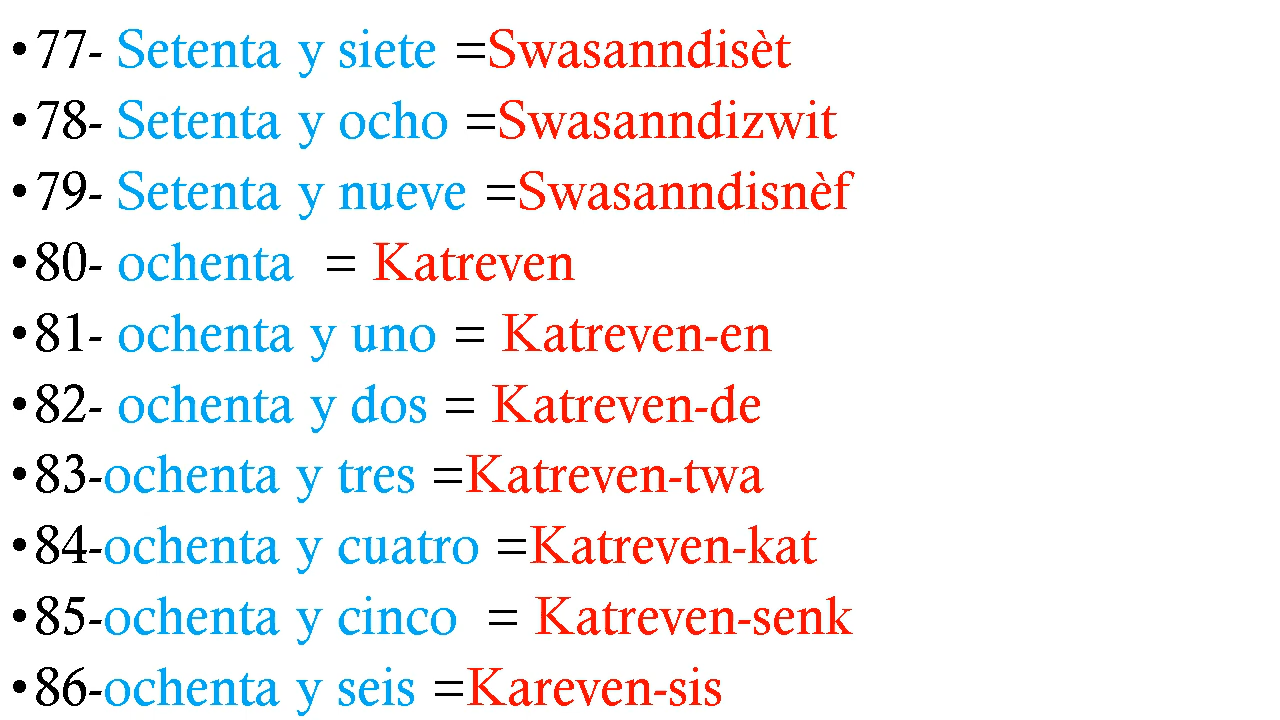 •77- Setenta y siete =Swasanndisèt
•78- Setenta y ocho =Swasanndizwit
•79- Setenta y nueve =Swasanndisnèf
•80- ochenta = Katreven
•81- ochenta y uno = Katreven-en
•82- ochenta y dos = Katreven-de
•83-ochenta y tres =Katreven-twa
•84-ochenta y cuatro =Katreven-kat
•85-ochenta y cinco = Katreven-senk
•86-ochenta y seis =Kareven-sis